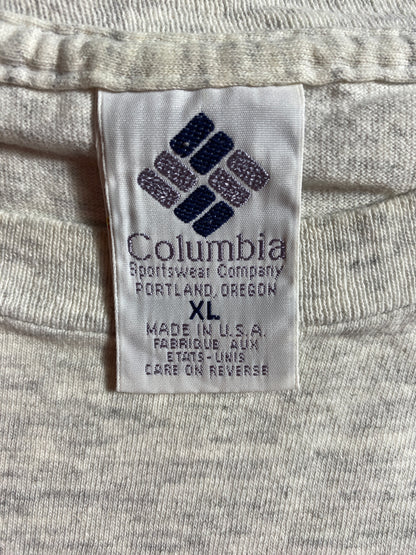 Columbia
Sportswear Company
PORTLAND, OREGON
XL
MADE IN U.S.A.
FABRIQUE AUX
ETATS-UNIS
CARE ON REVERSE